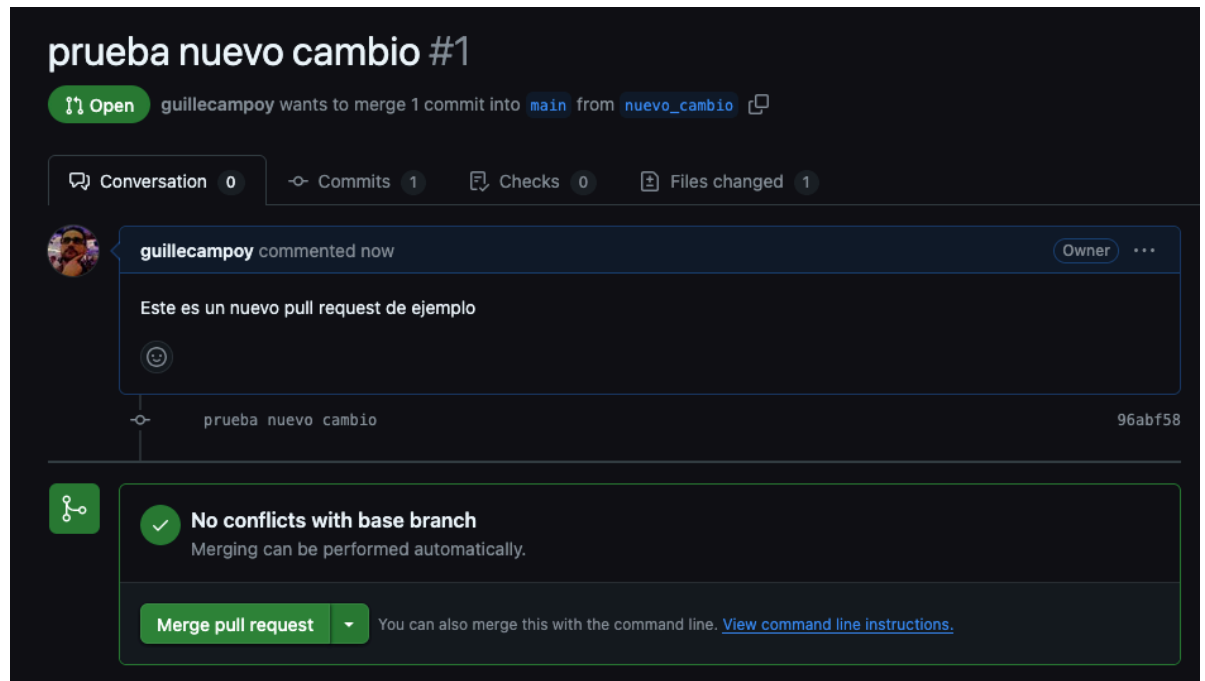 prueba nuevo cambio #1
Open guillecampoy wants to merge 1 commit into main from nuevo_cambio
Conversation 0 Commits 1 Checks 0 Files changed 1
guillecampoy commented now Owner ...
Este es un nuevo pull request de ejemplo
prueba nuevo cambio 96abf58
No conflicts with base branch
Merging can be performed automatically.
Merge pull request You can also merge this with the command line. View command line instructions.